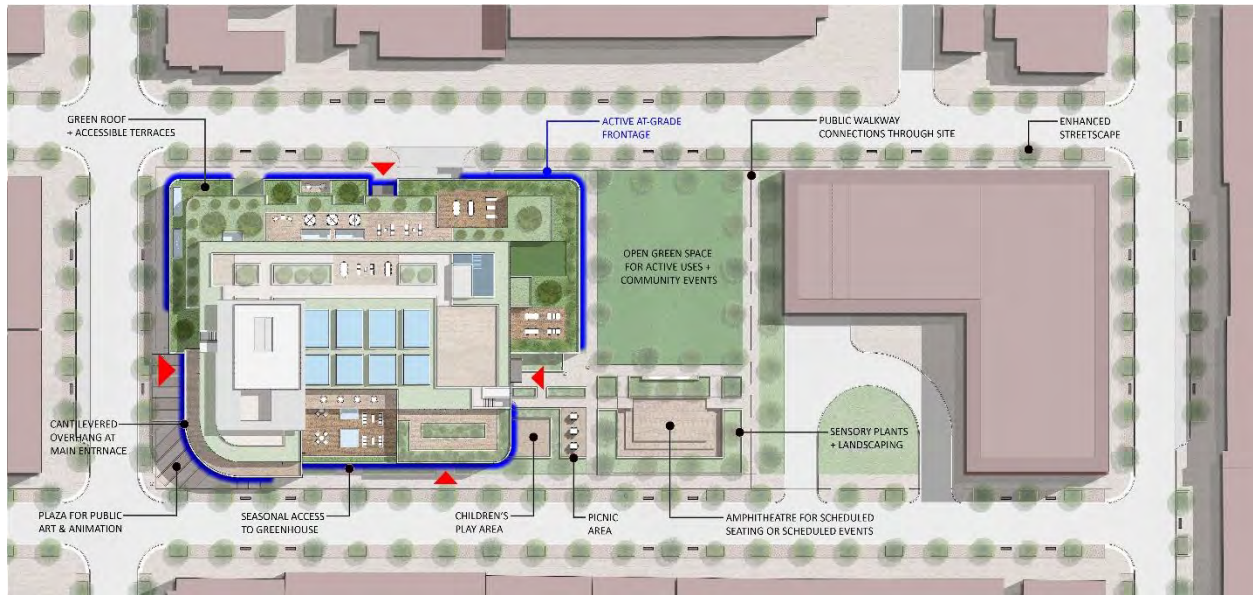 GREEN ROOF
+ ACCESSIBLE TERRACES
ACTIVE AT-GRADE
FRONTAGE
PUBLIC WALKWAY
CONNECTIONS THROUGH SITE
ENHANCED
STREETSCAPE
OPEN GREEN SPACE
FOR ACTIVE USES +
COMMUNITY EVENTS
CANT LEVERED
OVERHANG AT
MAIN ENTRNACE
SENSORY PLANTS
+ LANDSCAPING
PLAZA FOR PUBLIC
ART & ANIMATION
SEASONAL ACCESS
TO GREENHOUSE
CHILDREN'S
PLAY AREA
PICNIC
AREA
AMPHITHEATRE FOR SCHEDULED
SEATING OR SCHEDULED EVENTS